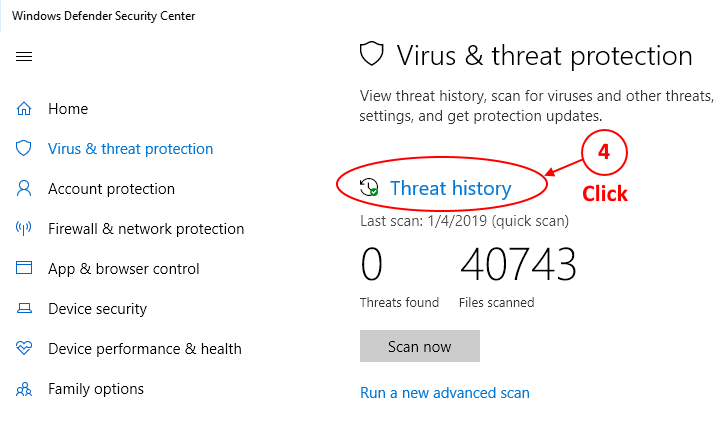 Windows Defender Security Center
Home
Virus & threat protection
Account protection
Firewall & network protection
App & browser control
Device security
Device performance & health
Family options
Virus & threat protection
View threat history, scan for viruses and other threats,
settings, and get protection updates.
4
Click
Threat history
Last scan: 1/4/2019 (quick scan)
0 40743
Threats found Files scanned
Scan now
Run a new advanced scan